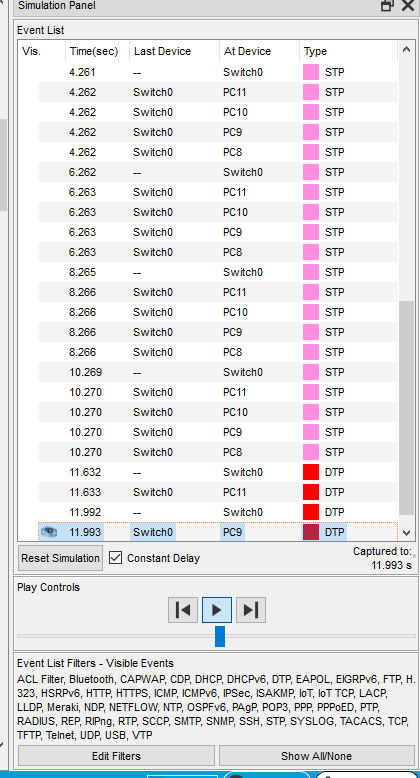 Simulation Panel
Event List
Vis. Time(sec) Last Device At Device Type
4.261 -- Switch0 STP
4.262 Switch0 PC11 STP
4.262 Switch0 PC10 STP
4.262 Switch0 PC9 STP
4.262 Switch0 PC8 STP
6.262 -- Switch0 STP
6.263 Switch0 PC11 STP
6.263 Switch0 PC10 STP
6.263 Switch0 PC9 STP
6.263 Switch0 PC8 STP
8.265 -- Switch0 STP
8.266 Switch0 PC11 STP
8.266 Switch0 PC10 STP
8.266 Switch0 PC9 STP
8.266 Switch0 PC8 STP
10.269 -- Switch0 STP
10.270 Switch0 PC11 STP
10.270 Switch0 PC10 STP
10.270 Switch0 PC9 STP
10.270 Switch0 PC8 STP
11.632 -- Switch0 DTP
11.633 Switch0 PC11 DTP
11.992 -- Switch0 DTP
11.993 Switch0 PC9 DTP
Reset Simulation Constant Delay Captured to:
11.993 s
Play Controls
Event List Filters - Visible Events
ACL Filter, Bluetooth, CAPWAP, CDP, DHCP, DHCPv6, DTP, EAPOL, EIGRPv6, FTP, H.
323, HSRPv6, HTTP, HTTPS, ICMP, ICMPv6, IPSec, ISAKMP, IoT, IoT TCP, LACP,
LLDP, Meraki, NDP, NETFLOW, NTP, OSPFv6, PAgP, POP3, PPP, PPPoED, PTP,
RADIUS, REP, RIPng, RTP, SCCP, SMTP, SNMP, SSH, STP, SYSLOG, TACACS, TCP,
TFTP, Telnet, UDP, USB, VTP
Edit Filters Show All/None